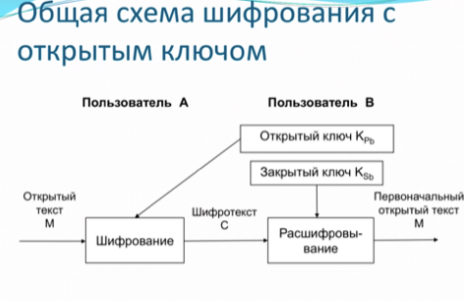 Общая схема шифрования с
открытым ключом
Пользователь А
Пользователь В
Открытый ключ K_Pb
Закрытый ключ K_Sb
Открытый
текст
М
Шифрование
Шифротекст
С
Расшифровы-
вание
Первоначальный
открытый текст
М